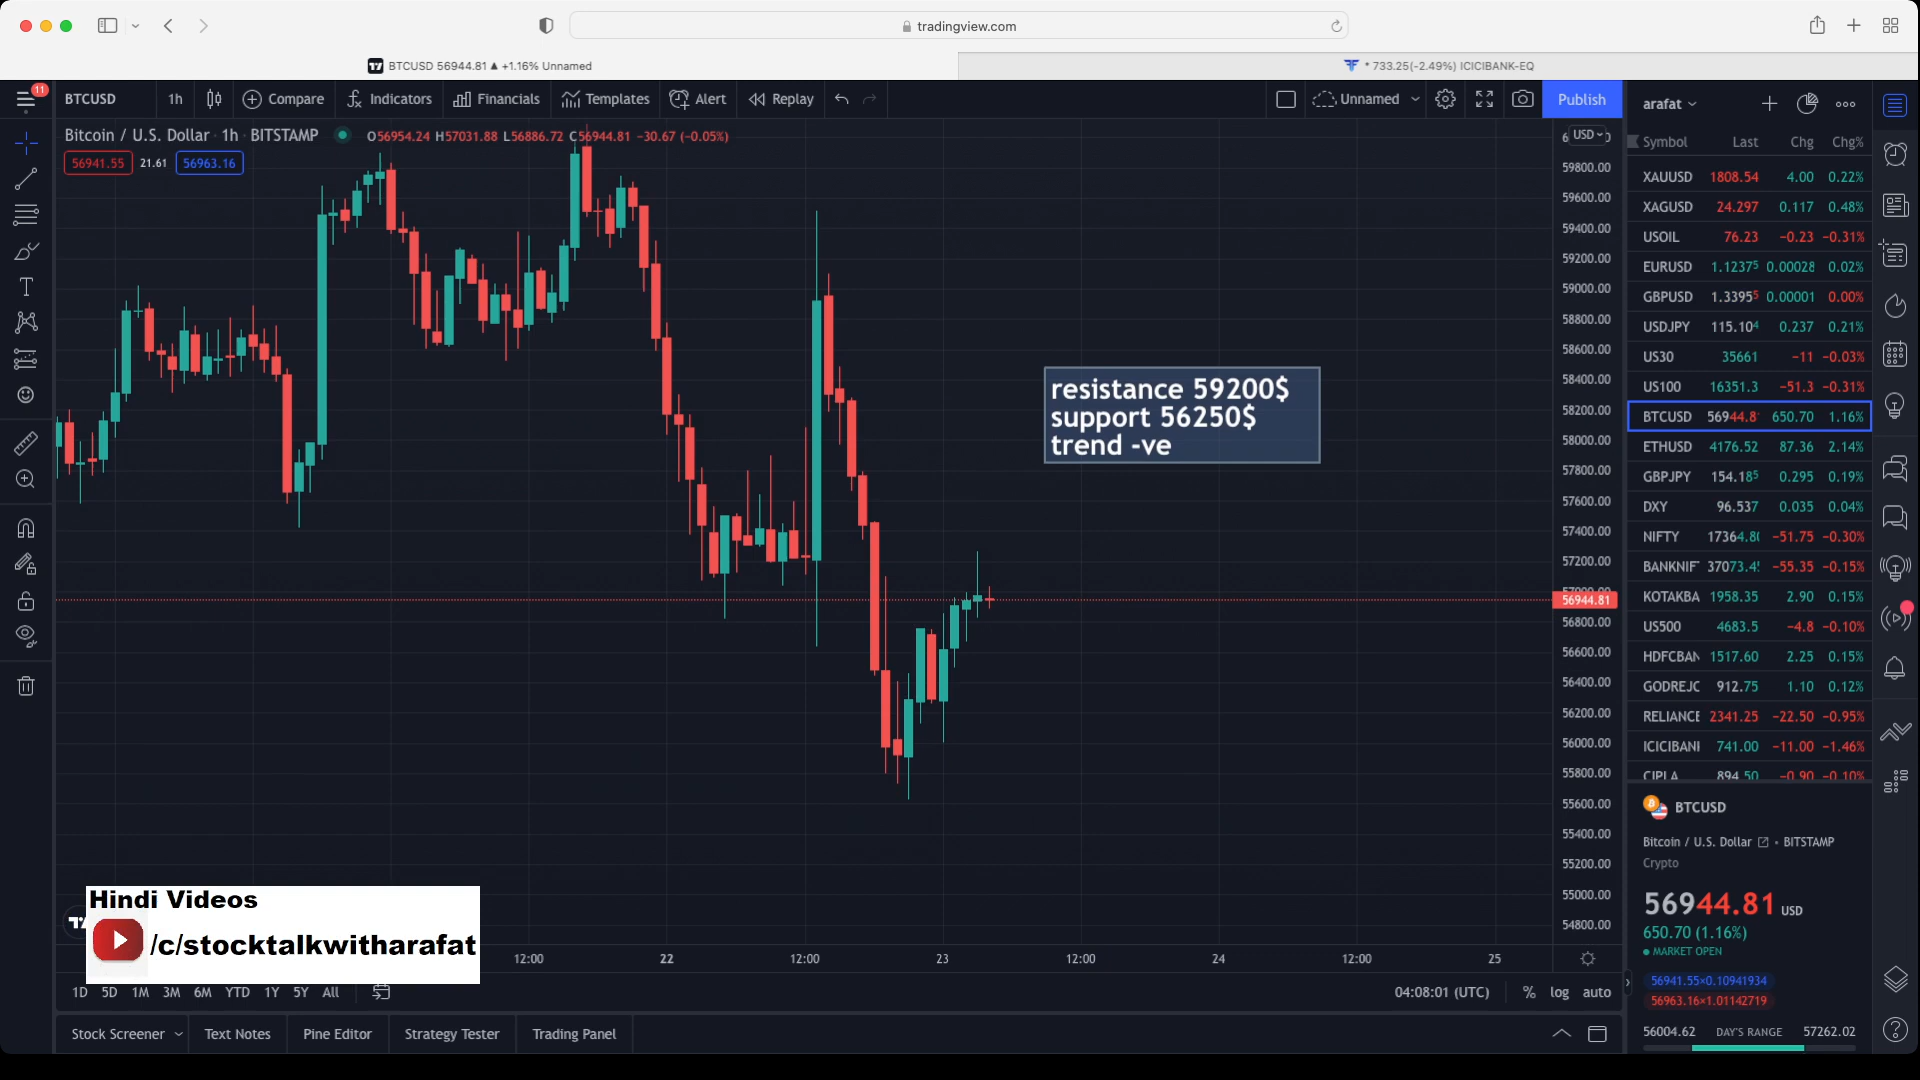 tradingview.com
BTCUSD 56944.81 ▲ +1.16% Unnamed
* 733.25(-2.49%) ICICIBANK-EQ
11
BTCUSD 1h Compare Indicators Financials Templates Alert Replay Unnamed Publish
Bitcoin / U.S. Dollar · 1h · BITSTAMP O56954.24 H57031.88 L56886.72 C56944.81 −30.67 (−0.05%)
56941.55 21.61 56963.16
USD
59800.00
59600.00
59400.00
59200.00
59000.00
58800.00
58600.00
58400.00
58200.00
58000.00
57800.00
57600.00
57400.00
57200.00
56944.81
56800.00
56600.00
56400.00
56200.00
56000.00
55800.00
55600.00
55400.00
55200.00
55000.00
54800.00
resistance 59200$
support 56250$
trend -ve
Hindi Videos
/c/stocktalkwitharafat
12:00 22 12:00 23 12:00 24 12:00 25
1D 5D 1M 3M 6M YTD 1Y 5Y All
04:08:01 (UTC) % log auto
Stock Screener Text Notes Pine Editor Strategy Tester Trading Panel
arafat
Symbol Last Chg Chg%
XAUUSD 1808.54 4.00 0.22%
XAGUSD 24.297 0.117 0.48%
USOIL 76.23 −0.23 −0.31%
EURUSD 1.12375 0.00028 0.02%
GBPUSD 1.33955 0.00001 0.00%
USDJPY 115.104 0.237 0.21%
US30 35661 −11 −0.03%
US100 16351.3 −51.3 −0.31%
BTCUSD 56944.8 650.70 1.16%
ETHUSD 4176.52 87.36 2.14%
GBPJPY 154.185 0.295 0.19%
DXY 96.537 0.035 0.04%
NIFTY 17364.80 −51.75 −0.30%
BANKNIF 37073.4 −55.35 −0.15%
KOTAKBA 1958.35 2.90 0.15%
US500 4683.5 −4.8 −0.10%
HDFCBAN 1517.60 2.25 0.15%
GODREJC 912.75 1.10 0.12%
RELIANCE 2341.25 −22.50 −0.95%
ICICIBANI 741.00 −11.00 −1.46%
CIPLA 894.50 −0.90 −0.10%
BTCUSD
Bitcoin / U.S. Dollar • BITSTAMP
Crypto
56944.81 USD
650.70 (1.16%)
MARKET OPEN
56941.55×0.10941934
56963.16×1.01142719
56004.62 DAY'S RANGE 57262.02